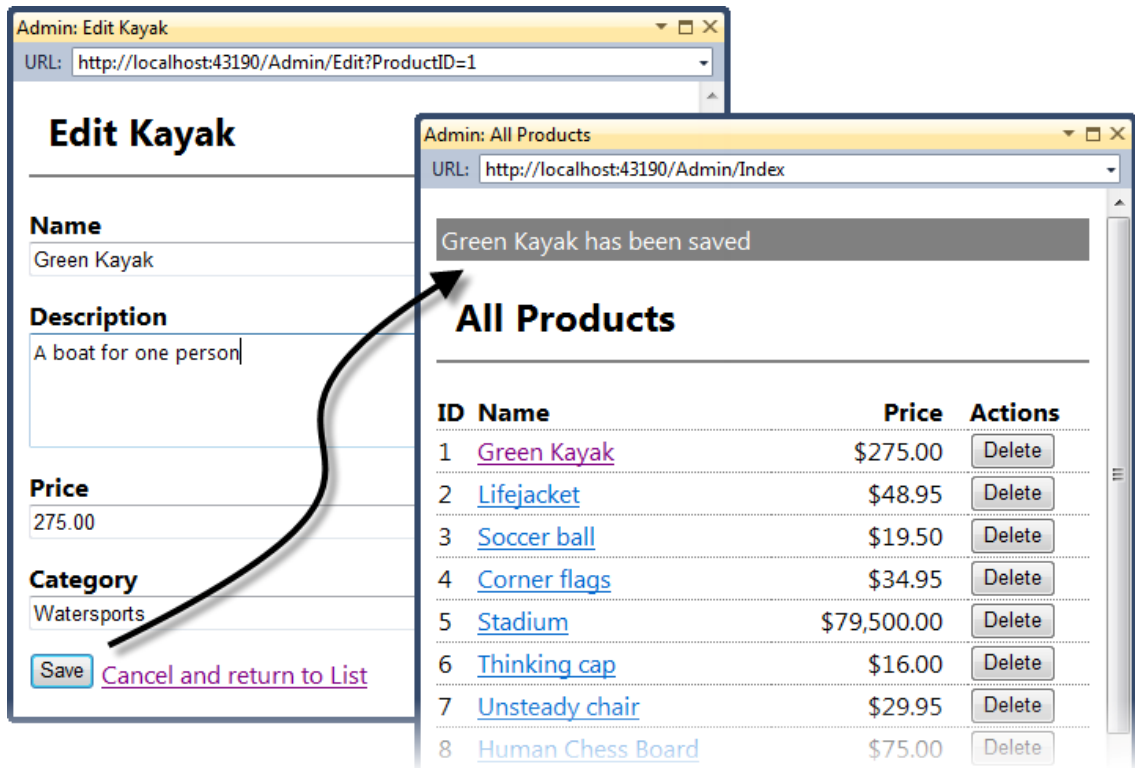 Admin: Edit Kayak
URL: http://localhost:43190/Admin/Edit?ProductID=1
Edit Kayak
Name
Green Kayak
Description
A boat for one person
Price
275.00
Category
Watersports
Save Cancel and return to List
Admin: All Products
URL: http://localhost:43190/Admin/Index
Green Kayak has been saved
All Products
ID Name Price Actions
1 Green Kayak $275.00 Delete
2 Lifejacket $48.95 Delete
3 Soccer ball $19.50 Delete
4 Corner flags $34.95 Delete
5 Stadium $79,500.00 Delete
6 Thinking cap $16.00 Delete
7 Unsteady chair $29.95 Delete
8 Human Chess Board $75.00 Delete